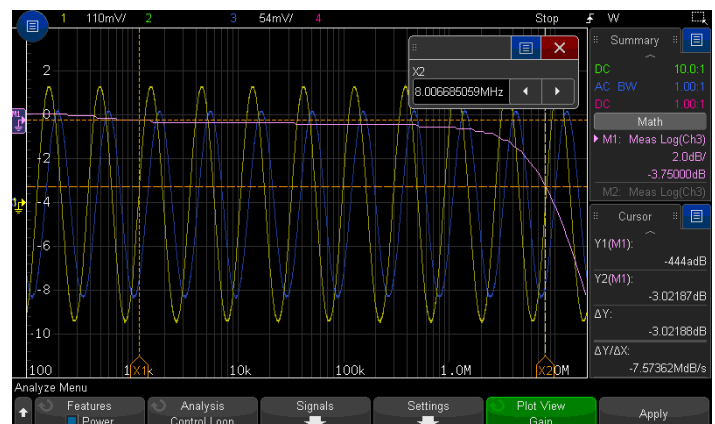 1 110mV/ 2 3 54mV/ 4 Stop W
X2
8.006685059MHz
Summary
DC 10.0:1
AC BW 1.00:1
DC 1.00:1
Math
M1: Meas Log(Ch3)
2.0dB/
-3.75000dB
M2: Meas Log(Ch3)
Cursor
Y1(M1):
-444adB
Y2(M1):
-3.02187dB
ΔY:
-3.02188dB
ΔY/ΔX:
-7.57362MdB/s
2
M1 0
-2
-4
-6
-8
-10
100 1 X1 k 10k 100k 1.0M X2 0M
Analyze Menu
Features Analysis Signals Settings Plot View
Power Control Loop Gain Apply